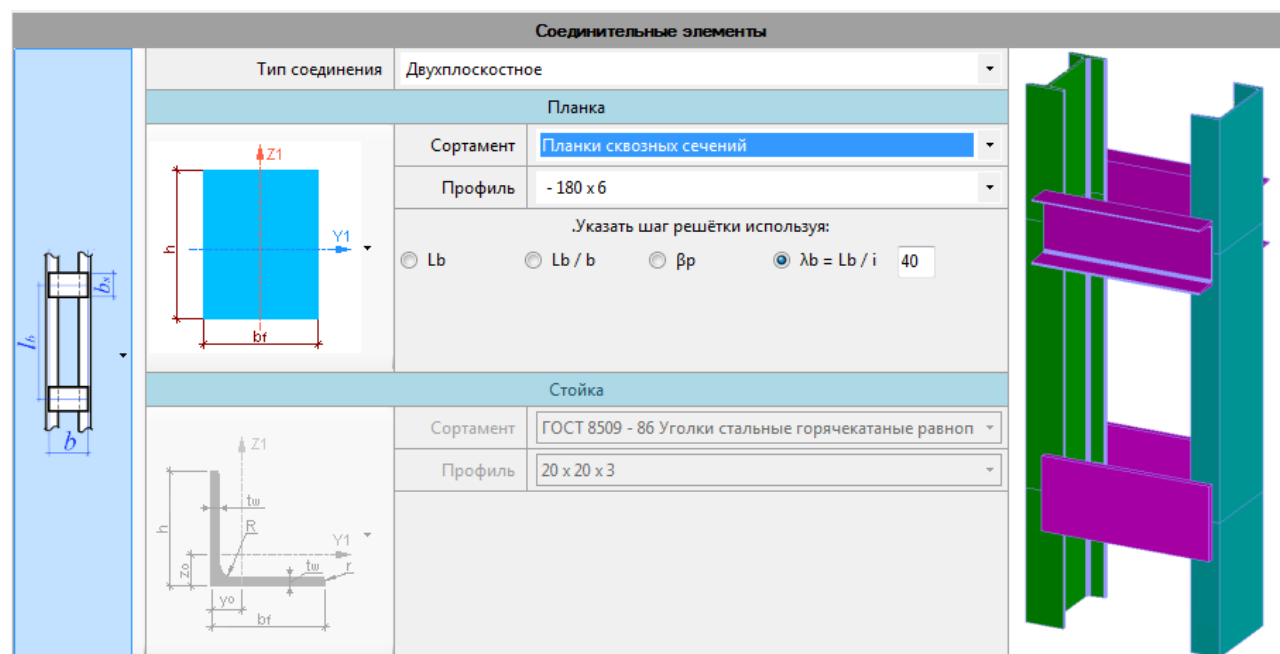 Соединительные элементы
Тип соединения Двухплоскостное
Планка
Сортамент Планки сквозных сечений
Профиль - 180 x 6
.Указать шаг решётки используя:
Lb Lb / b βp λb = Lb / i 40
Z1
h
Y1
bf
bs
lb
b
Стойка
Сортамент ГОСТ 8509 - 86 Уголки стальные горячекатаные равноп
Профиль 20 x 20 x 3
Z1
tw
h
R
Y1
zo
tw
r
yo
bf